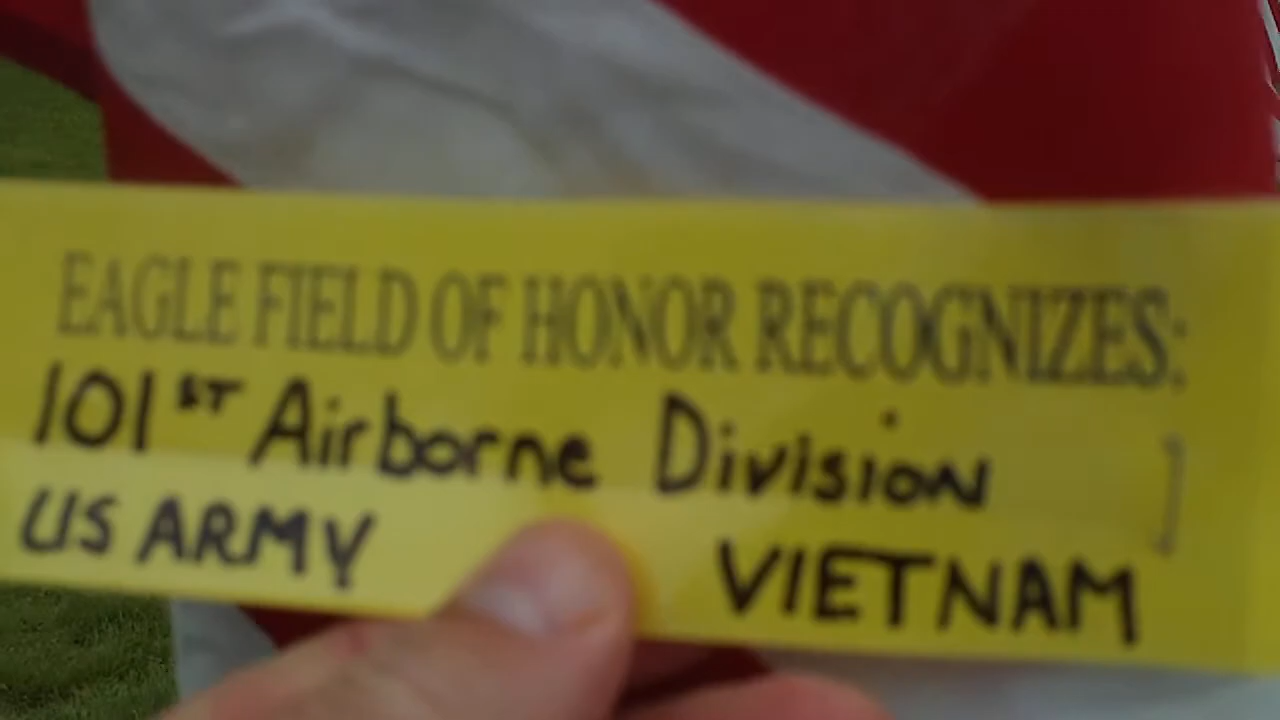 EAGLE FIELD OF HONOR RECOGNIZES:
101ST Airborne Division
US ARMY VIETNAM